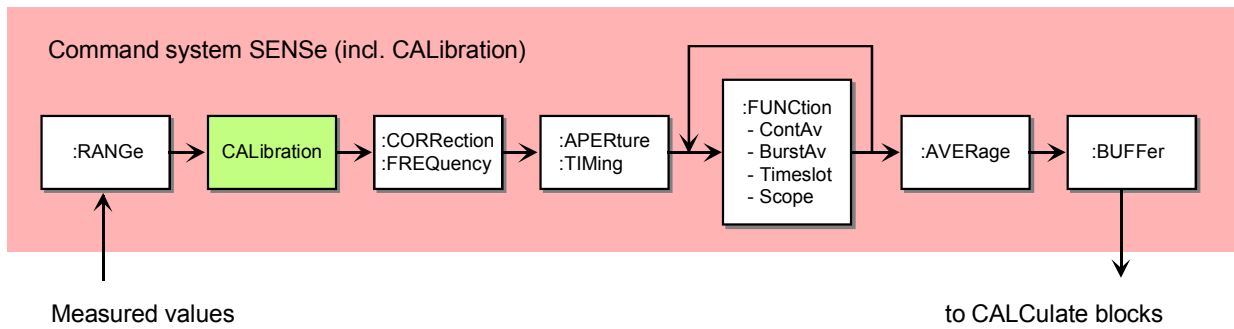 Command system SENSe (incl. CALibration)
:RANGe
CALibration
:CORRection
:FREQuency
:APERture
:TIMing
:FUNCtion
- ContAv
- BurstAv
- Timeslot
- Scope
:AVERage
:BUFFer
Measured values
to CALCulate blocks